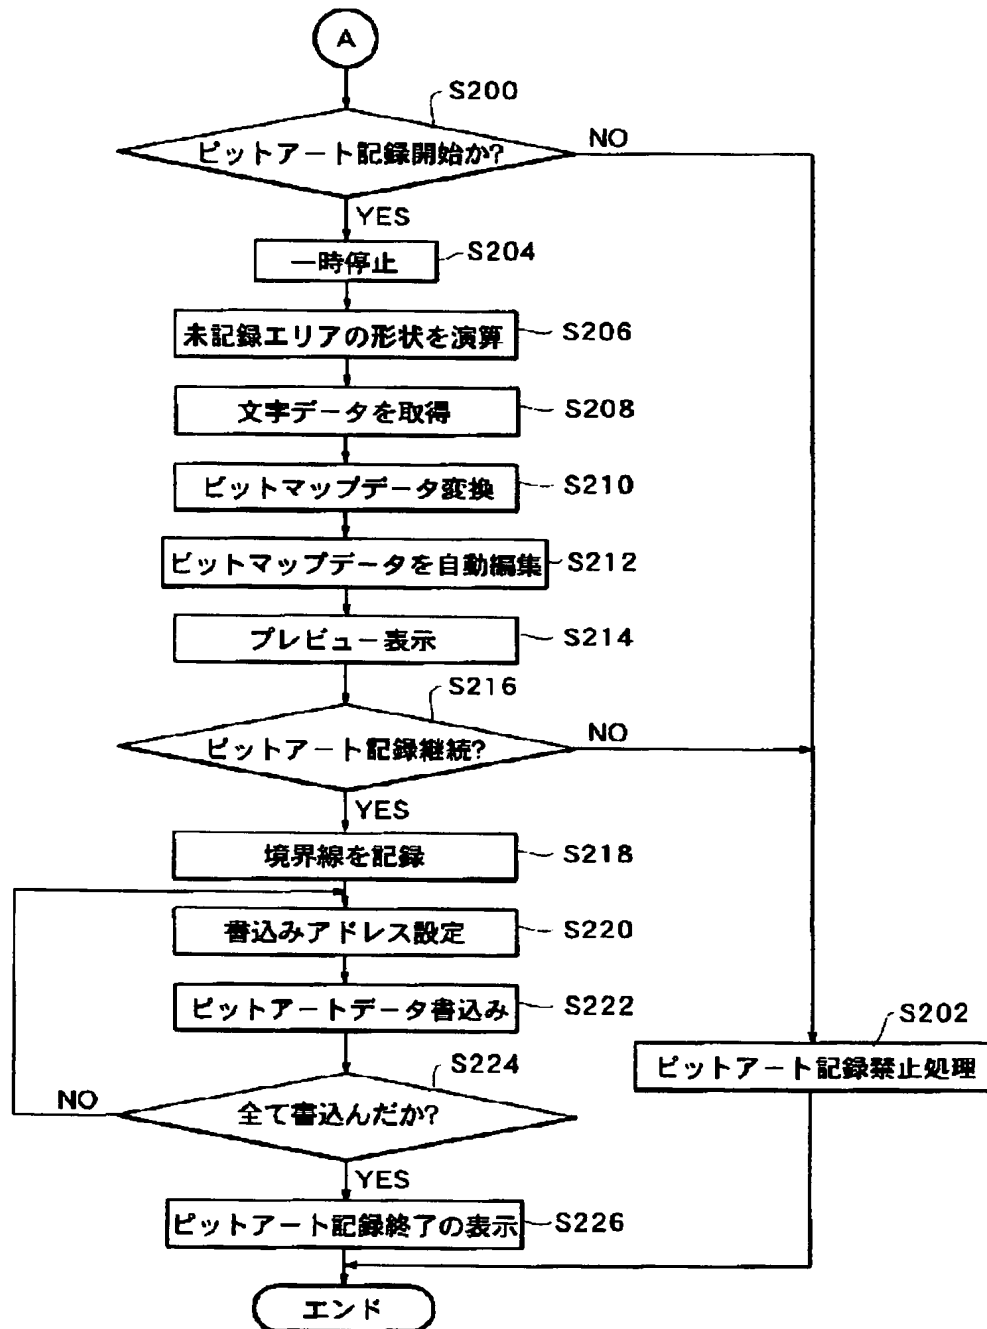 A
S200
ピットアート記録開始か?
NO
YES
一時停止
S204
未記録エリアの形状を演算
S206
文字データを取得
S208
ビットマップデータ変換
S210
ビットマップデータを自動編集
S212
プレビュー表示
S214
S216
ピットアート記録継続?
NO
YES
境界線を記録
S218
書込みアドレス設定
S220
ピットアートデータ書込み
S222
S202
ピットアート記録禁止処理
S224
全て書込んだか?
NO
YES
ピットアート記録終了の表示
S226
エンド